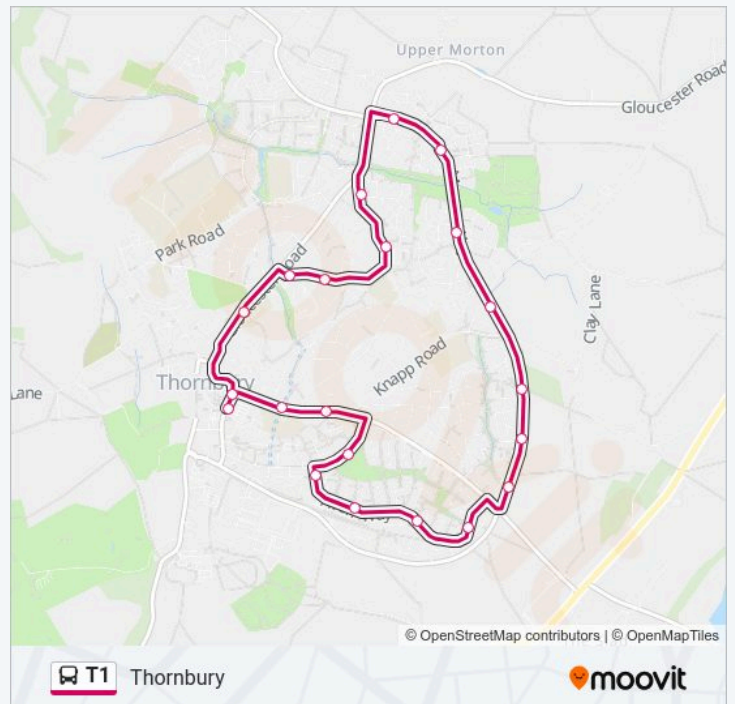 Upper Morton
Gloucester Road
Park Road
Clay Lane
Knapp Road
Thornbury
Lane
© OpenStreetMap contributors | © OpenMapTiles
T1 Thornbury
moovit